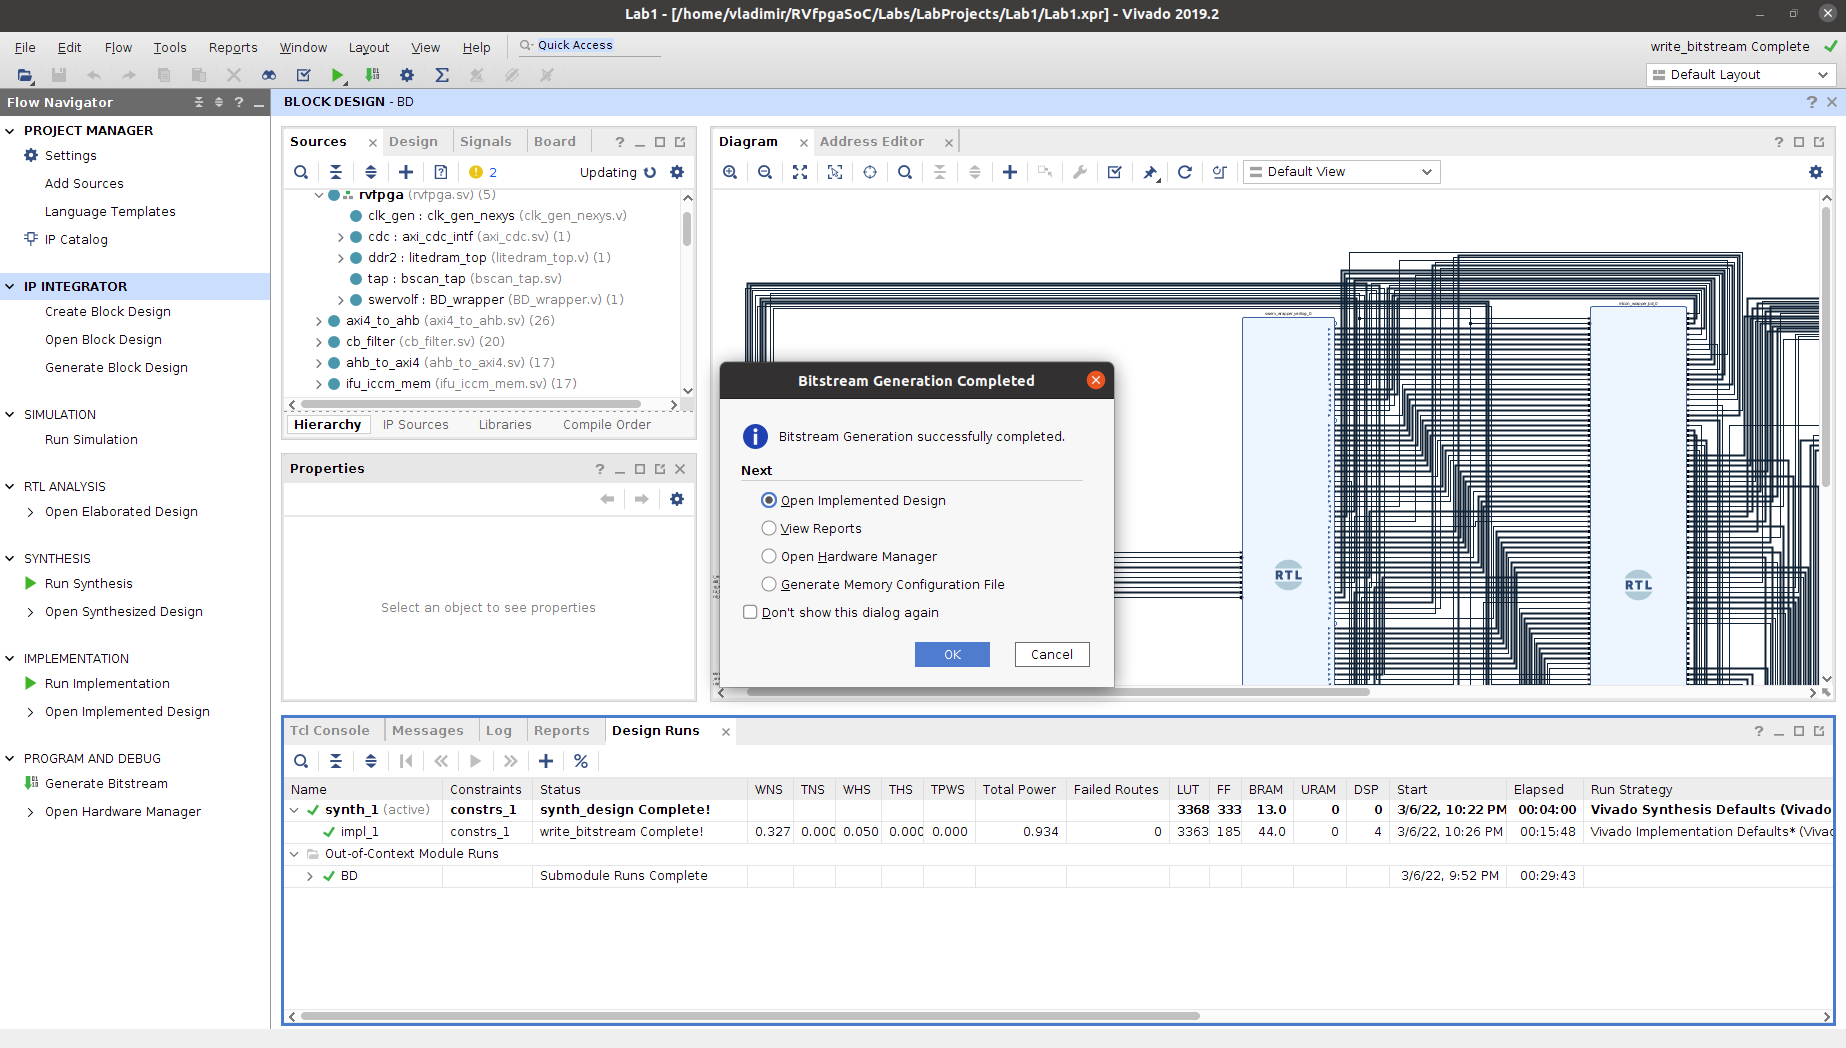 Lab1 - [/home/vladimir/RVfpgaSoC/Labs/LabProjects/Lab1/Lab1.xpr] - Vivado 2019.2
File Edit Flow Tools Reports Window Layout View Help Quick Access
write_bitstream Complete
Default Layout
Flow Navigator
PROJECT MANAGER
Settings
Add Sources
Language Templates
IP Catalog
IP INTEGRATOR
Create Block Design
Open Block Design
Generate Block Design
SIMULATION
Run Simulation
RTL ANALYSIS
Open Elaborated Design
SYNTHESIS
Run Synthesis
Open Synthesized Design
IMPLEMENTATION
Run Implementation
Open Implemented Design
PROGRAM AND DEBUG
Generate Bitstream
Open Hardware Manager
BLOCK DESIGN - BD
Sources Design Signals Board
2 Updating
rvfpga (rvfpga.sv) (5)
clk_gen : clk_gen_nexys (clk_gen_nexys.v)
cdc : axi_cdc_intf (axi_cdc.sv) (1)
ddr2 : litedram_top (litedram_top.v) (1)
tap : bscan_tap (bscan_tap.sv)
swervolf : BD_wrapper (BD_wrapper.v) (1)
axi4_to_ahb (axi4_to_ahb.sv) (26)
cb_filter (cb_filter.sv) (20)
ahb_to_axi4 (ahb_to_axi4.sv) (17)
ifu_iccm_mem (ifu_iccm_mem.sv) (17)
Hierarchy IP Sources Libraries Compile Order
Properties
Select an object to see properties
Diagram Address Editor
Default View
RTL
RTL
Bitstream Generation Completed
Bitstream Generation successfully completed.
Next
Open Implemented Design
View Reports
Open Hardware Manager
Generate Memory Configuration File
Don't show this dialog again
OK Cancel
Tcl Console Messages Log Reports Design Runs
Name Constraints Status WNS TNS WHS THS TPWS Total Power Failed Routes LUT FF BRAM URAM DSP Start Elapsed Run Strategy
synth_1 (active) constrs_1 synth_design Complete! 3368 333 13.0 0 0 3/6/22, 10:22 PM 00:04:00 Vivado Synthesis Defaults (Vivado
impl_1 constrs_1 write_bitstream Complete! 0.327 0.000 0.050 0.000 0.000 0.934 0 3363 185 44.0 0 4 3/6/22, 10:26 PM 00:15:48 Vivado Implementation Defaults* (Vivad
Out-of-Context Module Runs
BD Submodule Runs Complete 3/6/22, 9:52 PM 00:29:43